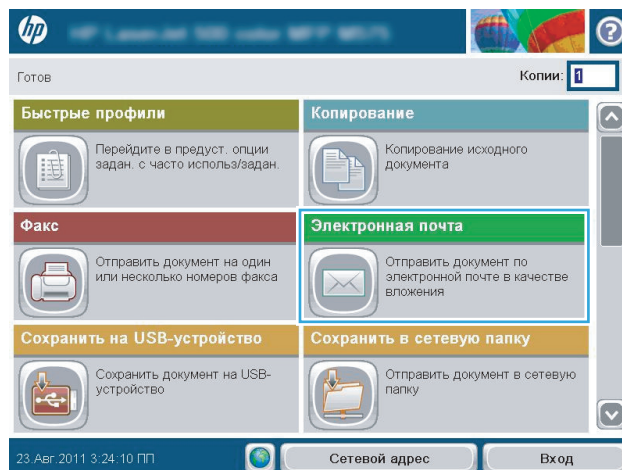 hp
?
Готов
Копии: 1
Быстрые профили
Перейдите в предуст. опции
задан. с часто использ/задан.
Копирование
Копирование исходного
документа
Факс
Отправить документ на один
или несколько номеров факса
Электронная почта
Отправить документ по
электронной почте в качестве
вложения
Сохранить на USB-устройство
Сохранить документ на USB-
устройство
Сохранить в сетевую папку
Отправить документ в сетевую
папку
23.Авг.2011 3:24:10 ПП
Сетевой адрес
Вход